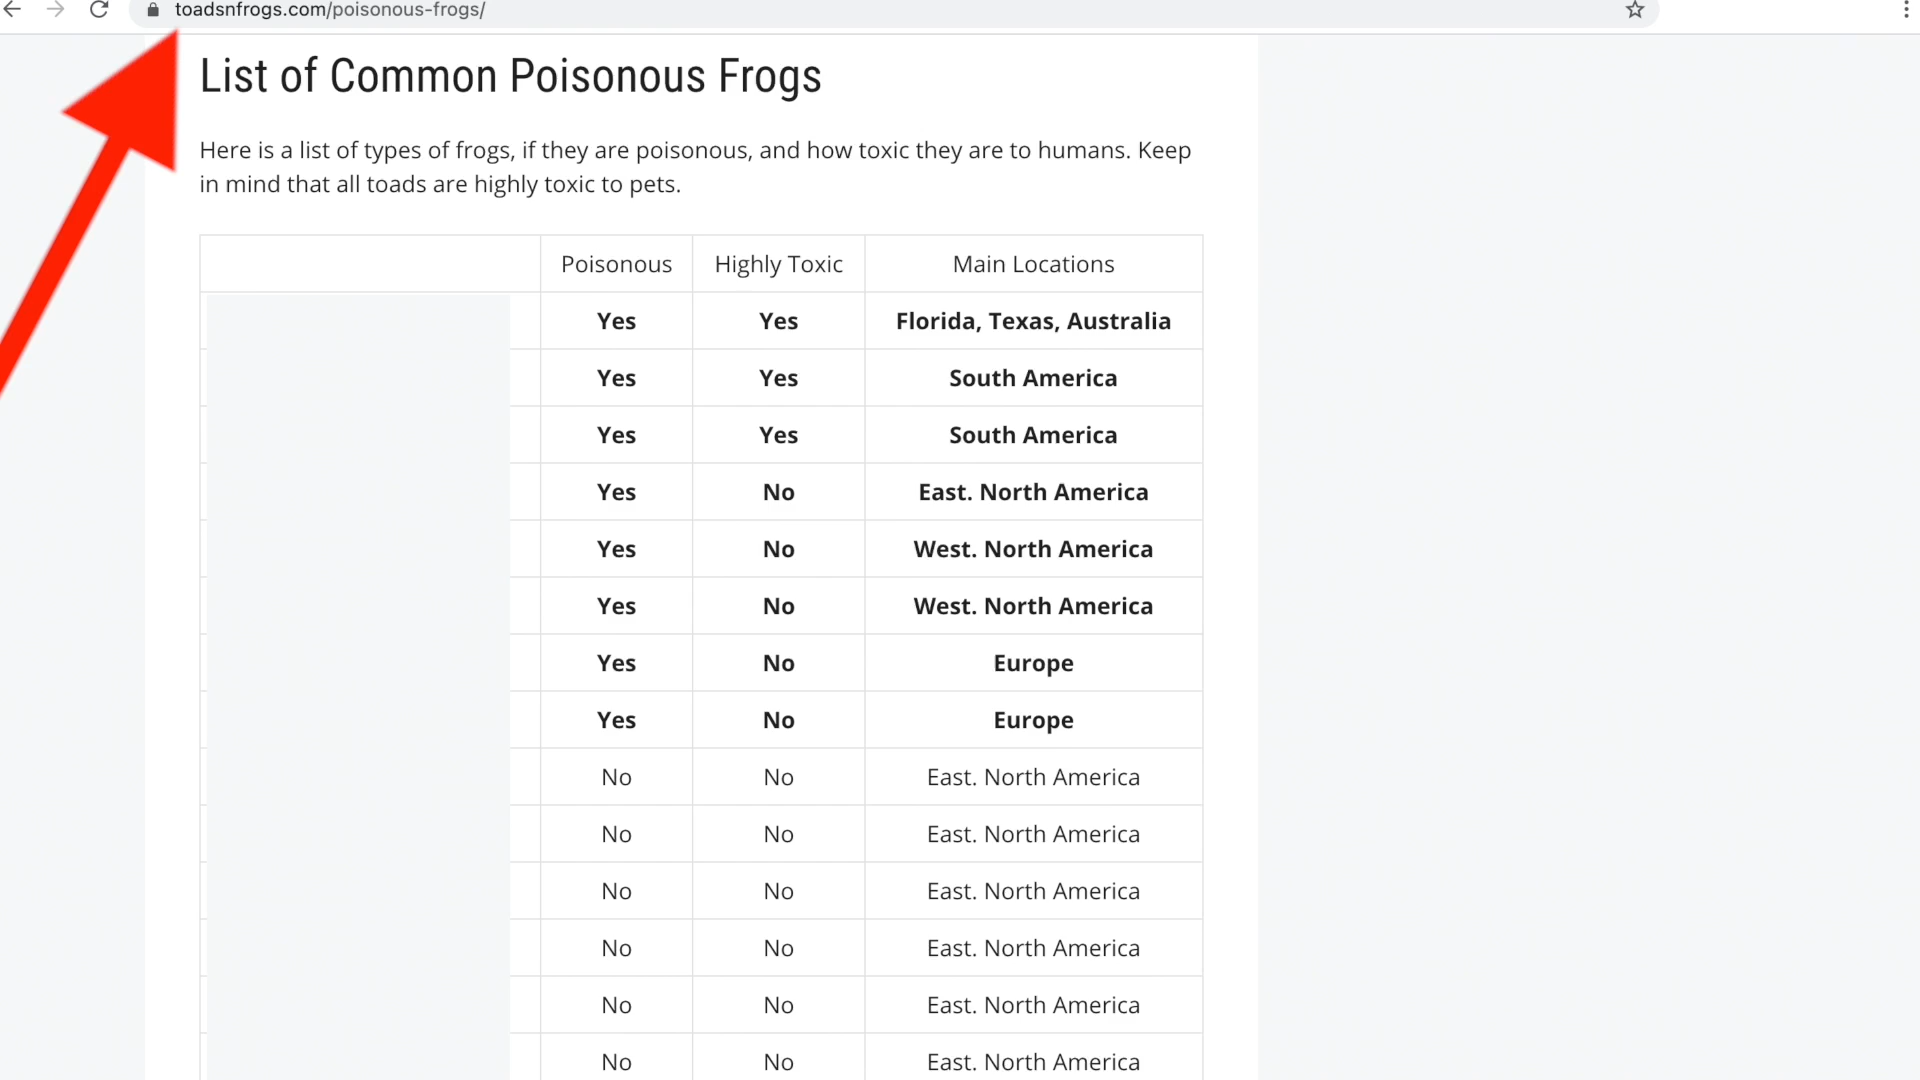 toadsnfrogs.com/poisonous-frogs/
List of Common Poisonous Frogs
Here is a list of types of frogs, if they are poisonous, and how toxic they are to humans. Keep
in mind that all toads are highly toxic to pets.
Poisonous Highly Toxic Main Locations
Yes Yes Florida, Texas, Australia
Yes Yes South America
Yes Yes South America
Yes No East. North America
Yes No West. North America
Yes No West. North America
Yes No Europe
Yes No Europe
No No East. North America
No No East. North America
No No East. North America
No No East. North America
No No East. North America
No No East. North America